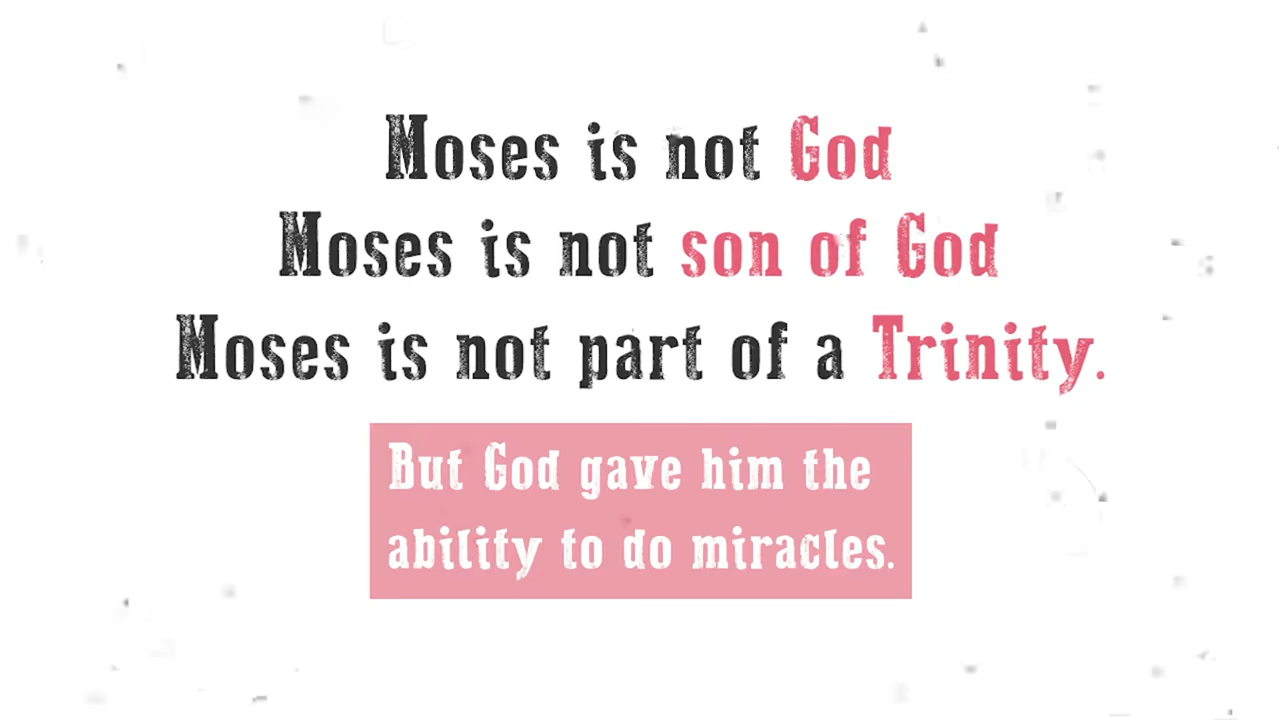 Moses is not God
Moses is not son of God
Moses is not part of a Trinity.
But God gave him the
ability to do miracles.